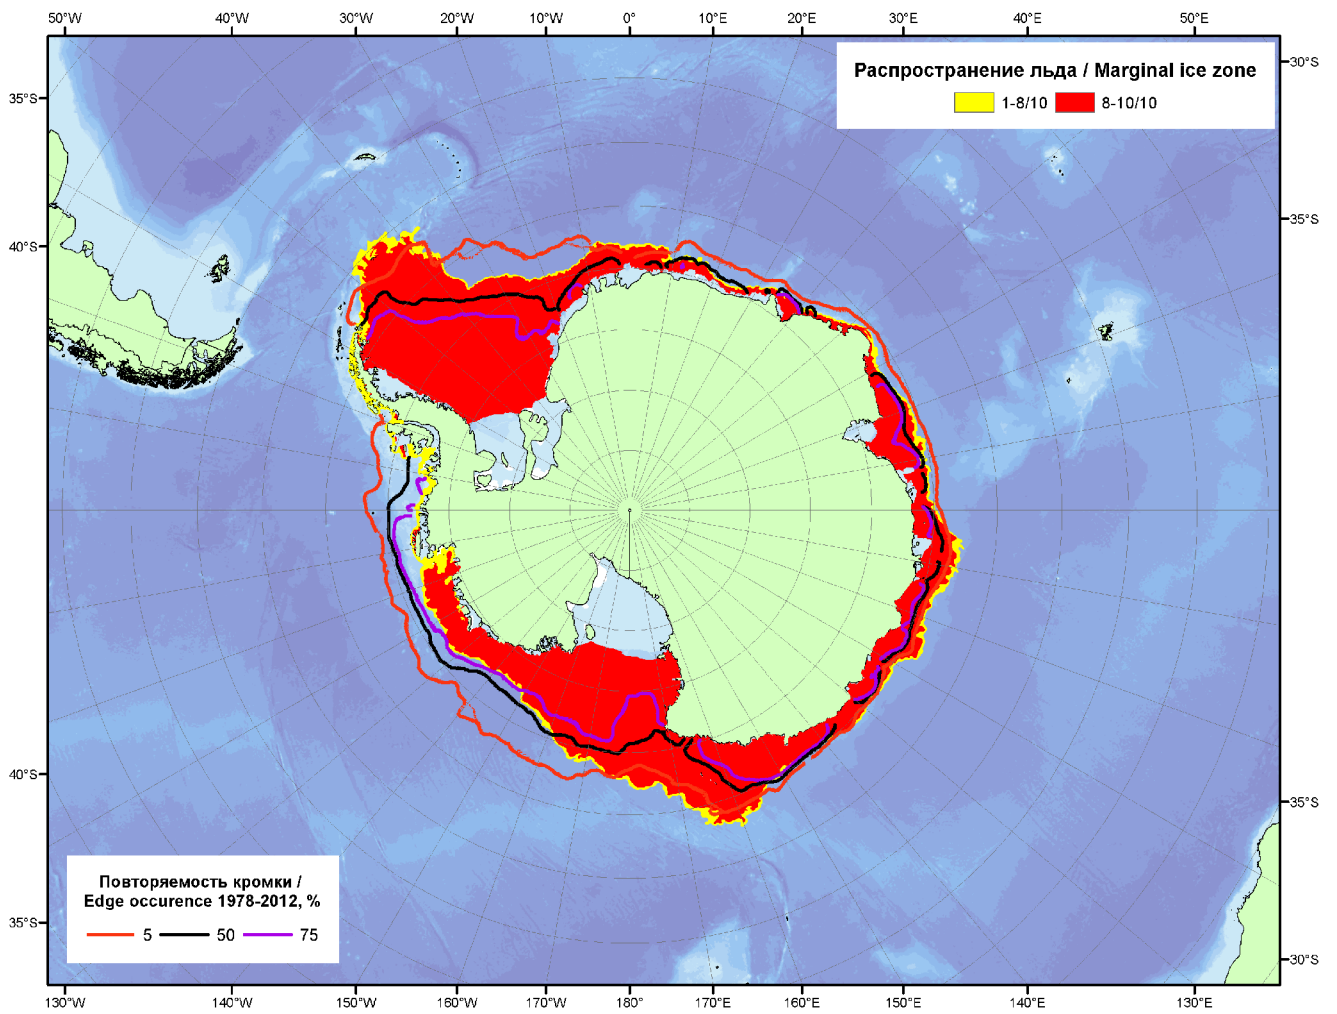 50°W 40°W 30°W 20°W 10°W 0° 10°E 20°E 30°E 40°E 50°E
30°S
Распространение льда / Marginal ice zone
1-8/10 8-10/10
35°S
35°S
40°S
40°S
35°S
Повторяемость кромки /
Edge occurence 1978-2012, %
5 50 75
35°S
30°S
130°W 140°W 150°W 160°W 170°W 180° 170°E 160°E 150°E 140°E 130°E